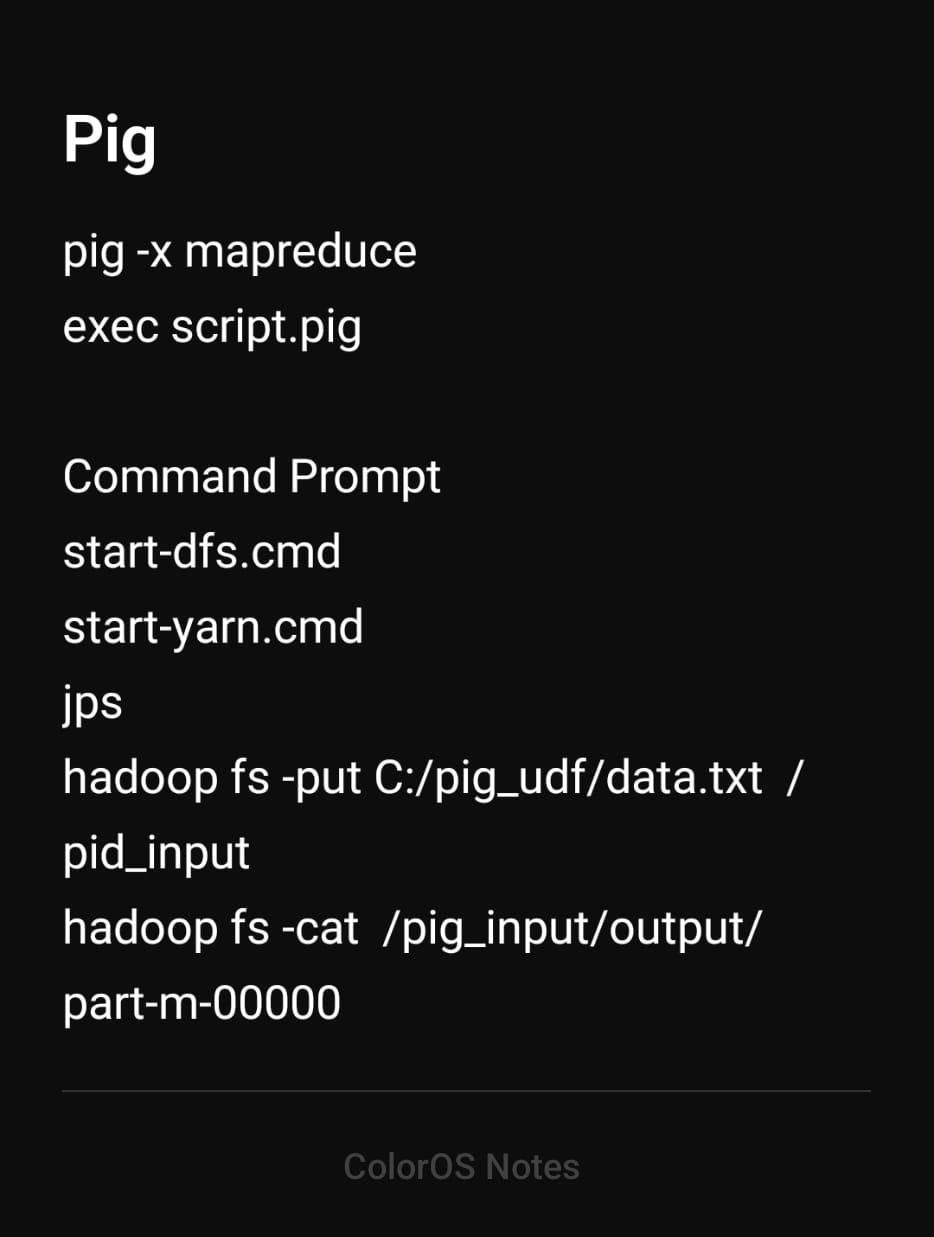 Pig
pig -x mapreduce
exec script.pig
Command Prompt
start-dfs.cmd
start-yarn.cmd
jps
hadoop fs -put C:/pig_udf/data.txt  /
pid_input
hadoop fs -cat  /pig_input/output/
part-m-00000
ColorOS Notes